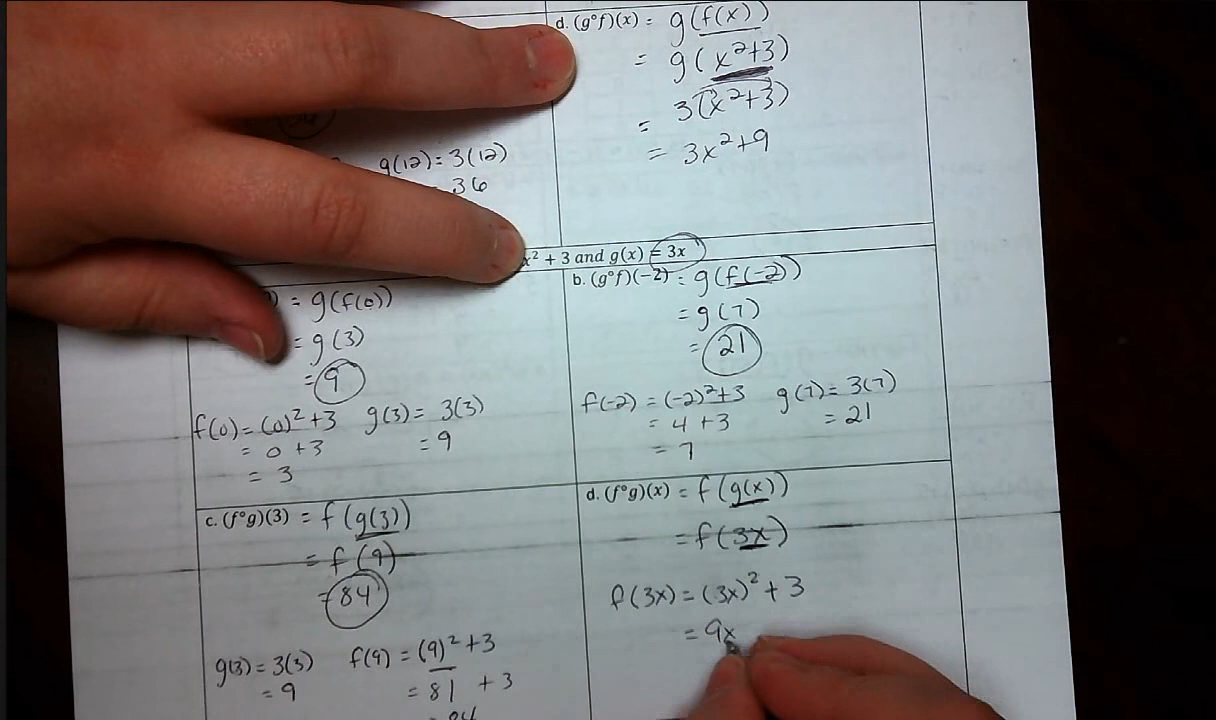 d. (g°f)(x) = g(f(x))
= g(x²+3)
= 3(x²+3)
= 3x²+9
g(12) = 3(12)
= 36
x² + 3 and g(x) = 3x
= g(f(0))
= g(3)
= 9
f(0) = (0)² + 3 g(3) = 3(3)
= 0 + 3 = 9
= 3
b. (g°f)(-2) = g(f(-2))
= g(7)
= 21
f(-2) = (-2)² + 3 g(7) = 3(7)
= 4 + 3 = 21
= 7
c. (f°g)(3) = f(g(3))
= f(9)
= 84
g(3) = 3(3) f(9) = (9)² + 3
= 9 = 81 + 3
d. (f°g)(x) = f(g(x))
= f(3x)
f(3x) = (3x)² + 3
= 9x